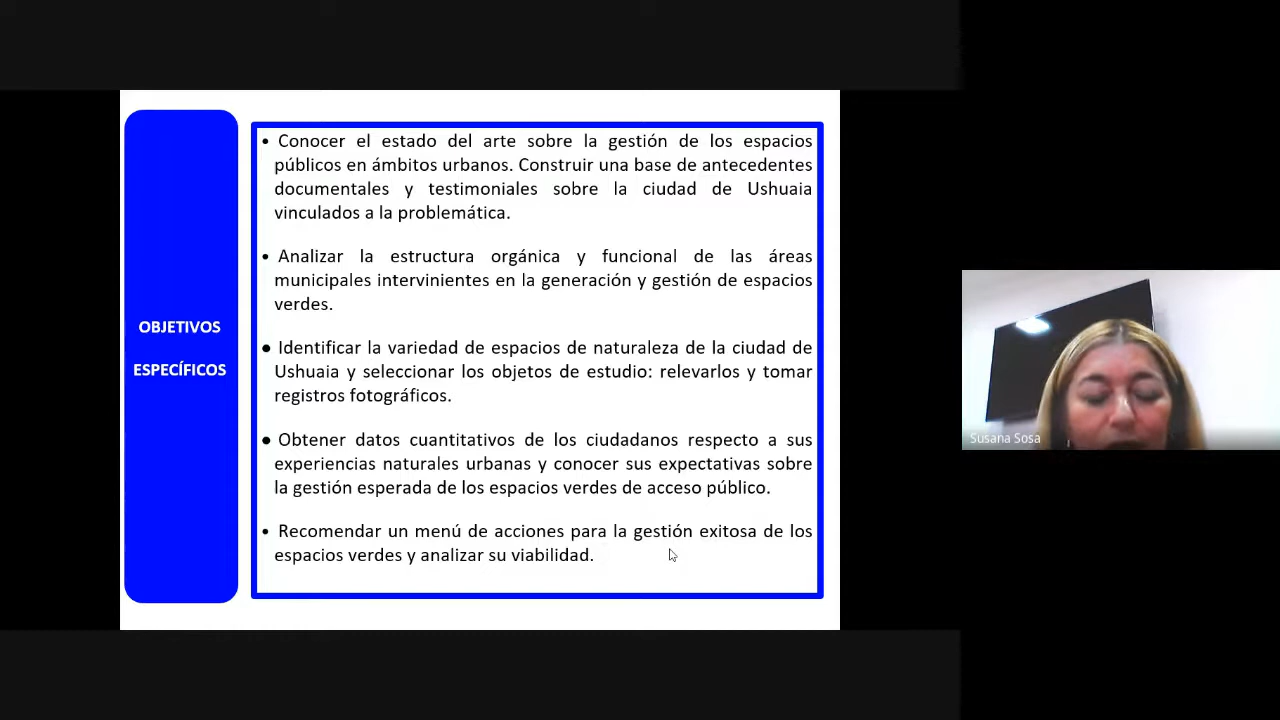 OBJETIVOS
ESPECÍFICOS
• Conocer el estado del arte sobre la gestión de los espacios
públicos en ámbitos urbanos. Construir una base de antecedentes
documentales y testimoniales sobre la ciudad de Ushuaia
vinculados a la problemática.
• Analizar la estructura orgánica y funcional de las áreas
municipales intervinientes en la generación y gestión de espacios
verdes.
• Identificar la variedad de espacios de naturaleza de la ciudad de
Ushuaia y seleccionar los objetos de estudio: relevarlos y tomar
registros fotográficos.
• Obtener datos cuantitativos de los ciudadanos respecto a sus
experiencias naturales urbanas y conocer sus expectativas sobre
la gestión esperada de los espacios verdes de acceso público.
• Recomendar un menú de acciones para la gestión exitosa de los
espacios verdes y analizar su viabilidad.
Susana Sosa